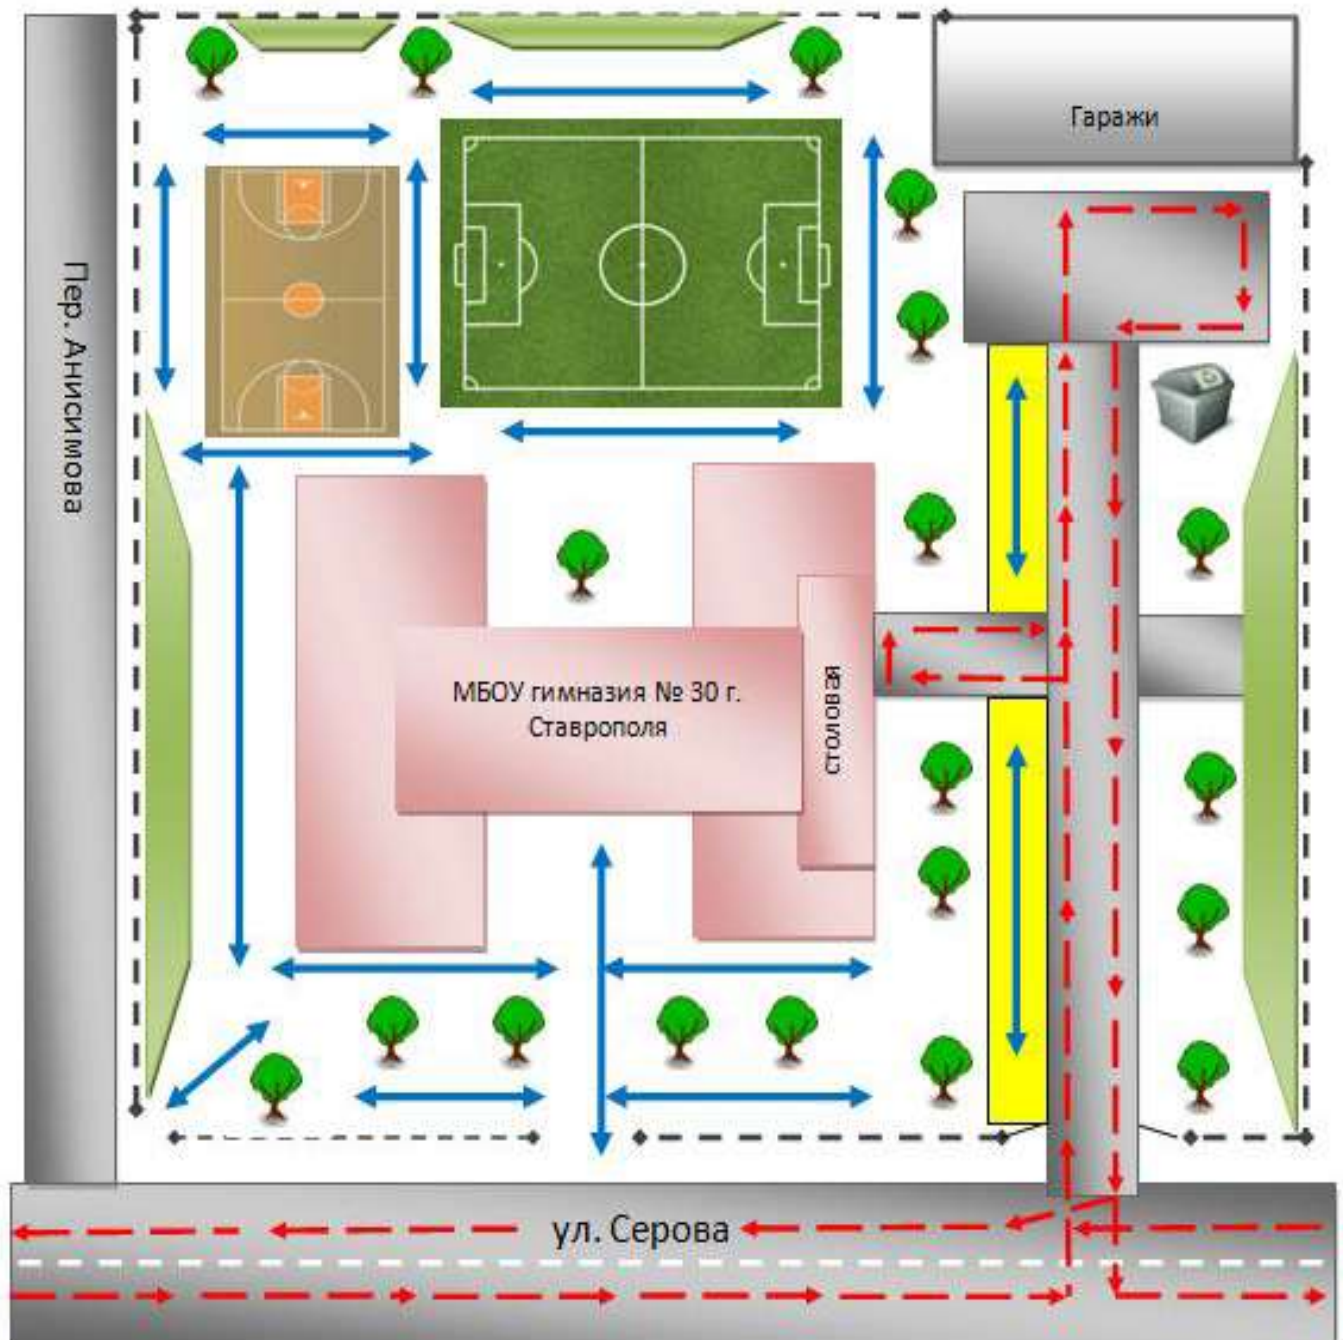 Гаражи
Пер. Анисимова
МБОУ гимназия № 30 г.
Ставрополя
столовая
ул. Серова